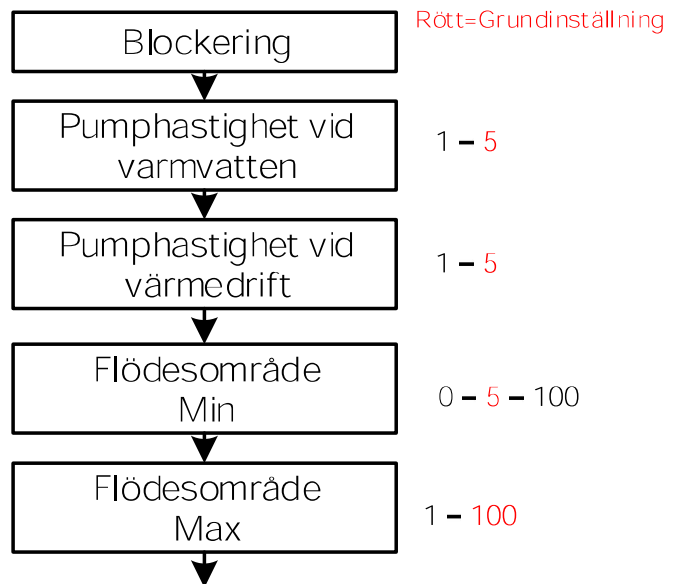 Rött=Grundinställning
Blockering
Pumphastighet vid
varmvatten
1 – 5
Pumphastighet vid
värmedrift
1 – 5
Flödesområde
Min
0 – 5 – 100
Flödesområde
Max
1 – 100